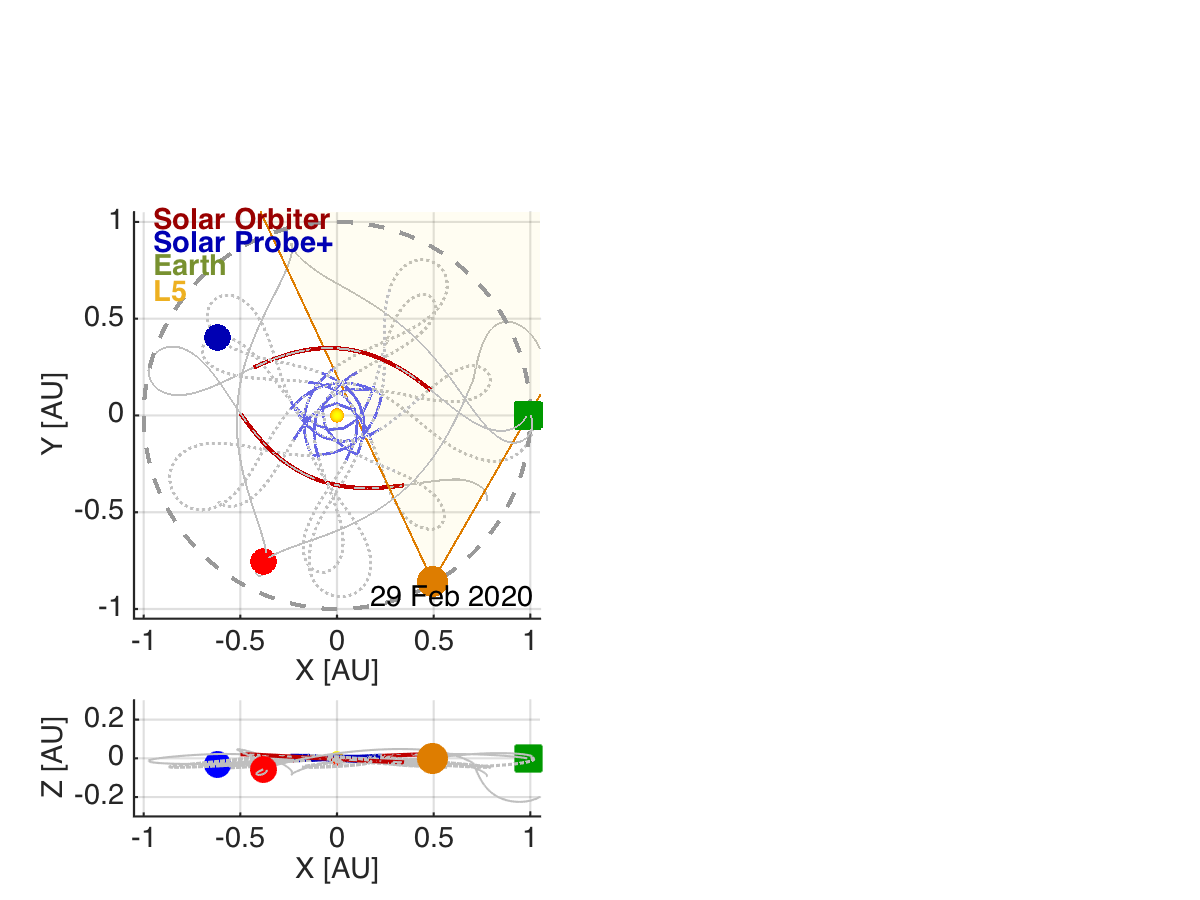 Solar Orbiter
Solar Probe+
Earth
L5
1
0.5
0
-0.5
-1
Y [AU]
29 Feb 2020
-1 -0.5 0 0.5 1
X [AU]
0.2
0
-0.2
Z [AU]
-1 -0.5 0 0.5 1
X [AU]